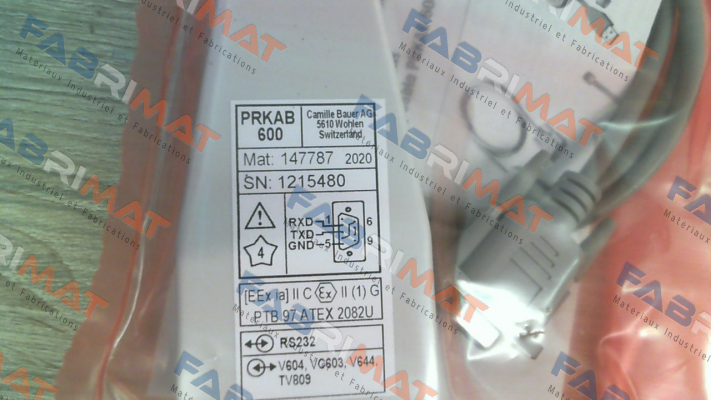 PRKAB
600
Camille Bauer AG
5610 Wohlen
Switzerland
Mat: 147787 2020
SN: 1215480
RXD 1 6
TXD
GND 5 9
4
[EEx ia] II C Ex II (1) G
PTB 97 ATEX 2082U
RS232
V604, VC603, V644,
TV809
FABRIMAT
Materiaux Industriel et Fabrications